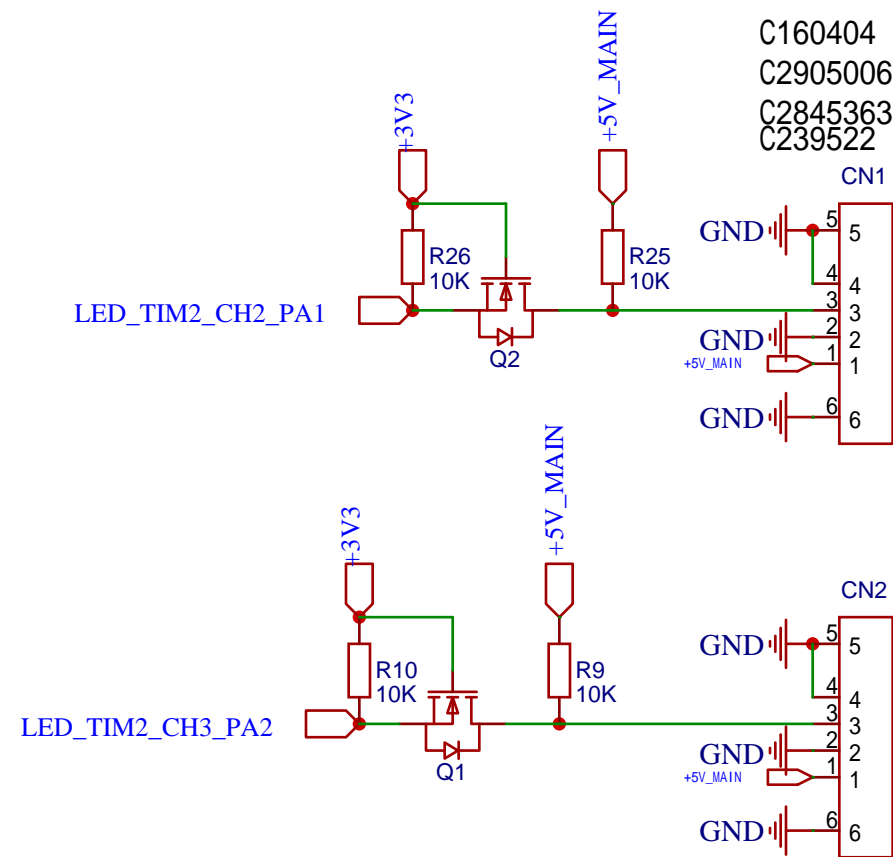 C160404
C2905006
C2845363
C239522
+3V3
+5V_MAIN
CN1
R26
10K
R25
10K
LED_TIM2_CH2_PA1
Q2
GND
5
5
4
4
3
3
GND
2
2
+5V_MAIN
1
1
GND
6
6
+3V3
+5V_MAIN
CN2
R10
10K
R9
10K
LED_TIM2_CH3_PA2
Q1
GND
5
5
4
4
3
3
GND
2
2
+5V_MAIN
1
1
GND
6
6